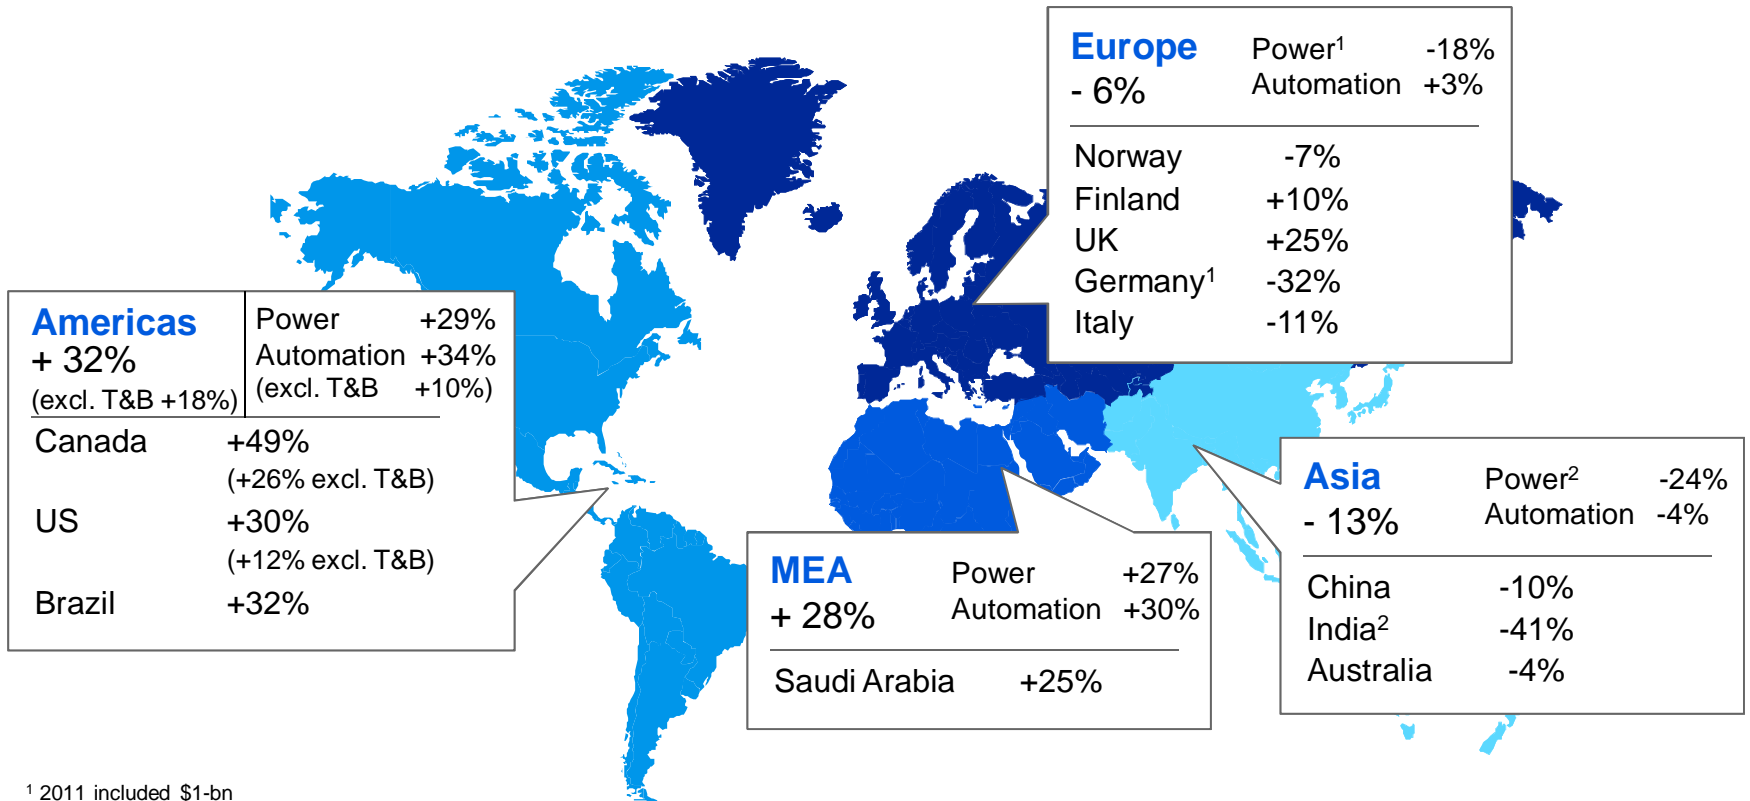 Europe Power¹ -18%
- 6% Automation +3%
Norway -7%
Finland +10%
UK +25%
Germany¹ -32%
Italy -11%
Americas Power +29%
+ 32% Automation +34%
(excl. T&B +18%) (excl. T&B +10%)
Canada +49%
(+26% excl. T&B)
US +30%
(+12% excl. T&B)
Brazil +32%
MEA Power +27%
+ 28% Automation +30%
Saudi Arabia +25%
Asia Power² -24%
- 13% Automation -4%
China -10%
India² -41%
Australia -4%
¹ 2011 included $1-bn